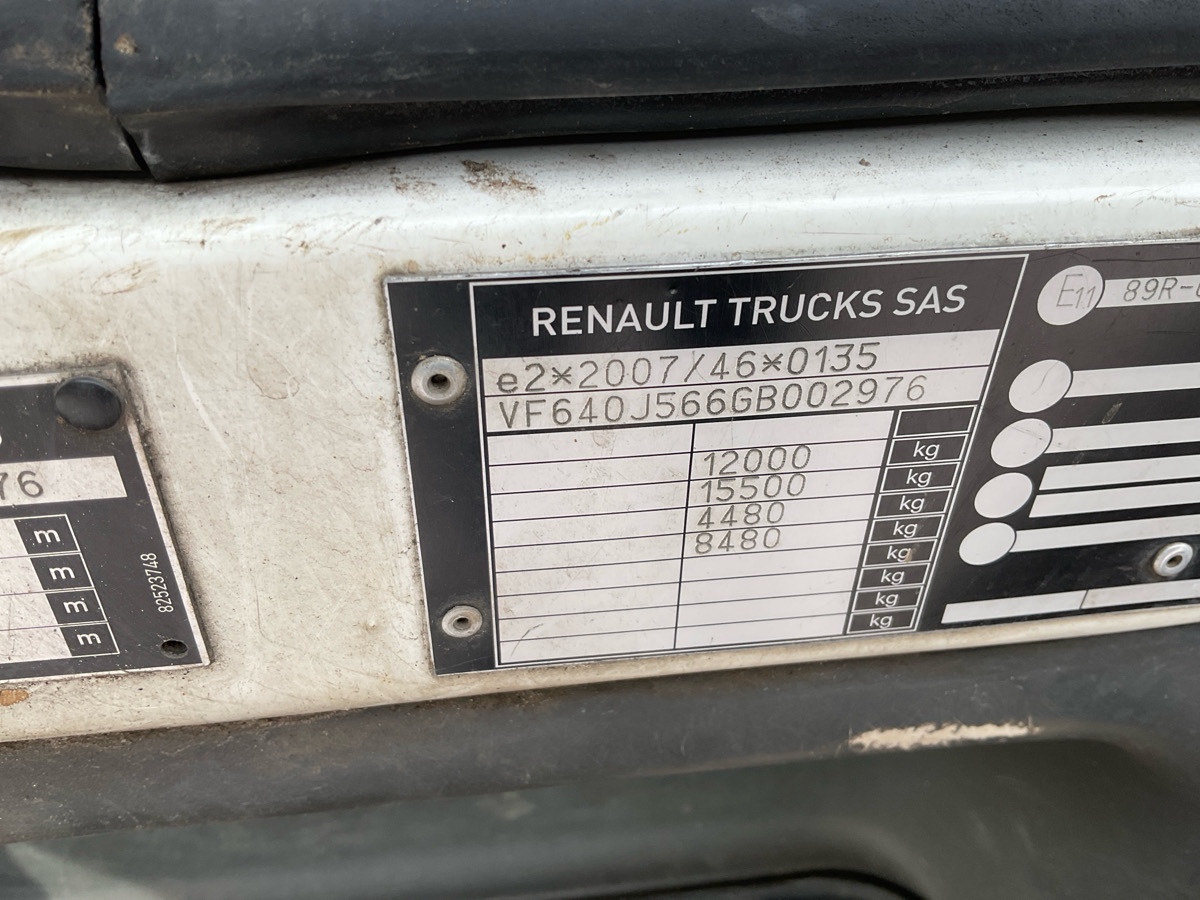 RENAULT TRUCKS SAS
e2*2007/46*0135
VF640J566GB002976
12000 kg
15500 kg
4480 kg
8480 kg
kg
kg
kg
kg
E11 89R-
76
m
m
m
m
82523748